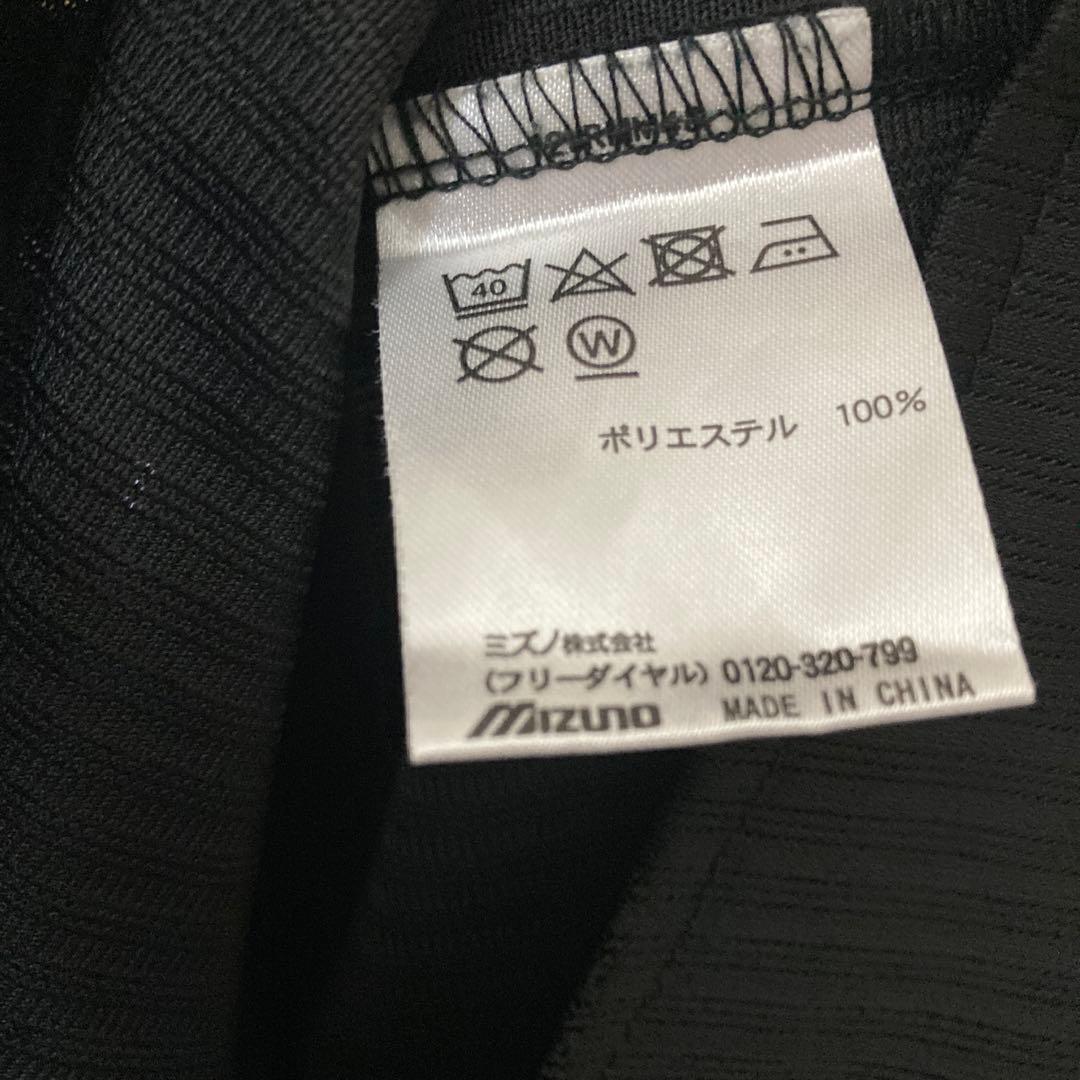 40
W
ポリエステル 100%
ミズノ株式会社
(フリーダイヤル) 0120-320-799
MIZUNO MADE IN CHINA